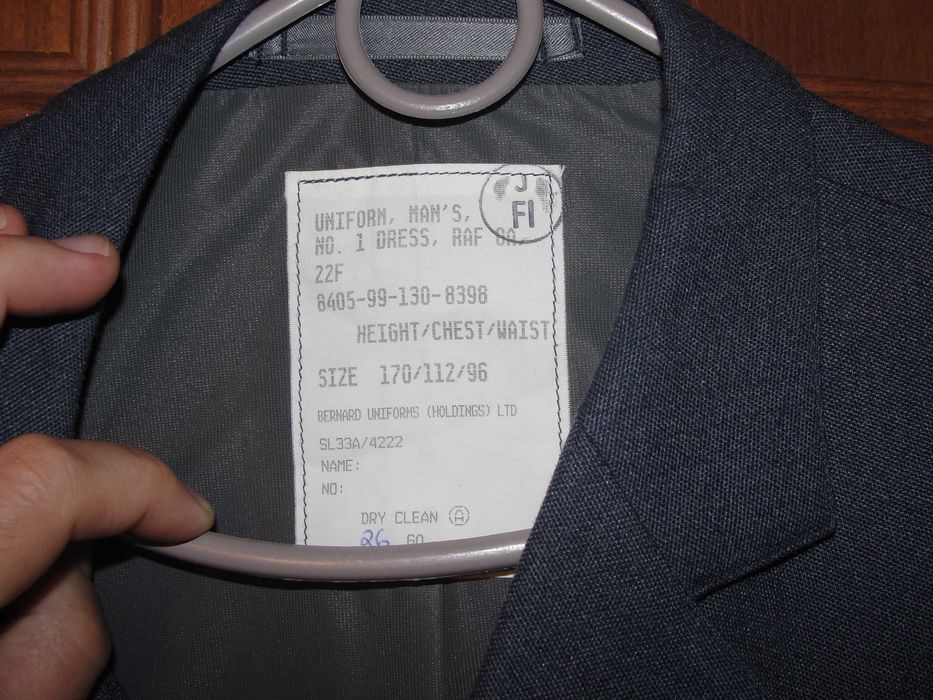 J
FI
UNIFORM, MAN'S,
NO. 1 DRESS, RAF OA,
22F
8405-99-130-8398
HEIGHT/CHEST/WAIST
SIZE 170/112/96
BERNARD UNIFORMS (HOLDINGS) LTD
SL33A/4222
NAME:
NO:
DRY CLEAN A
26 60